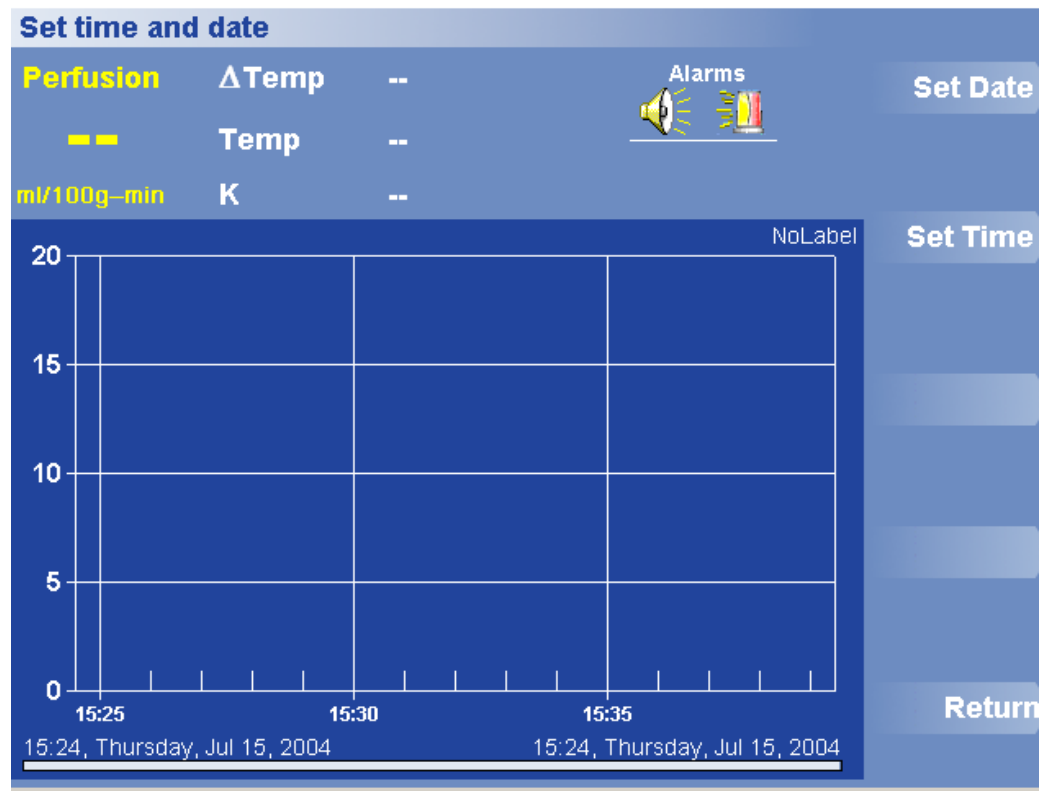 Set time and date
Perfusion ΔTemp -- Alarms Set Date
-- Temp --
ml/100g–min K --
NoLabel Set Time
20
15
10
5
0
15:25 15:30 15:35 Return
15:24, Thursday, Jul 15, 2004 15:24, Thursday, Jul 15, 2004